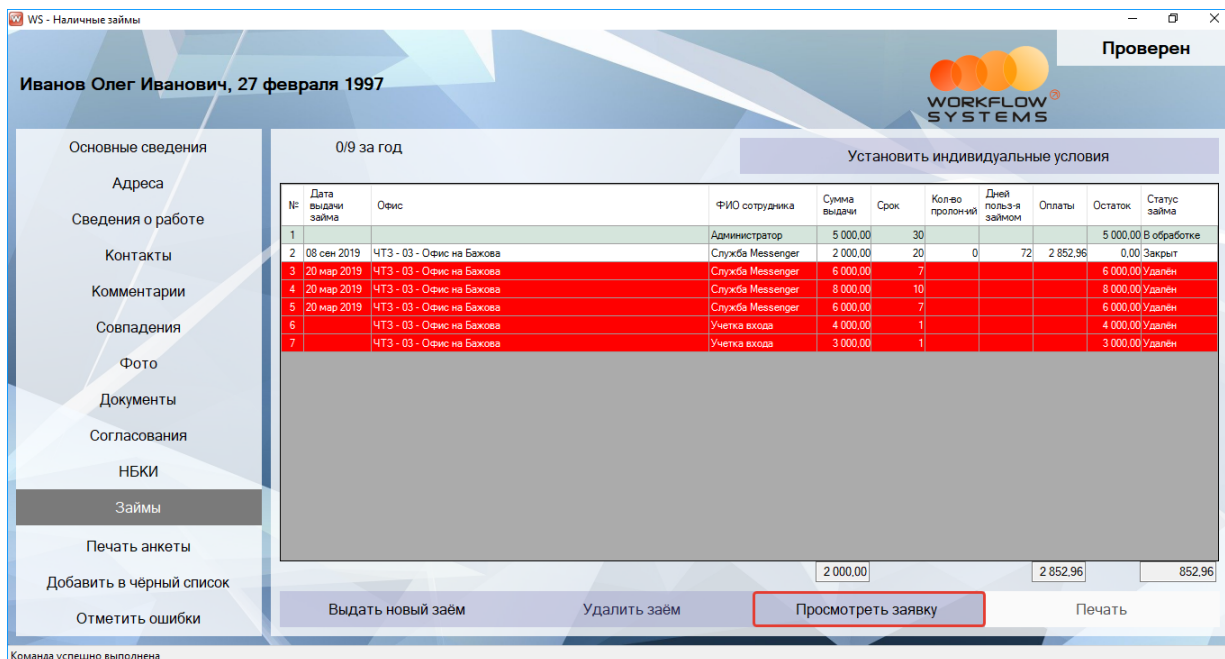 WS - Наличные займы
Проверен
Иванов Олег Иванович, 27 февраля 1997
WORKFLOW
SYSTEMS
Основные сведения
Адреса
Сведения о работе
Контакты
Комментарии
Совпадения
Фото
Документы
Согласования
НБКИ
Займы
Печать анкеты
Добавить в чёрный список
Отметить ошибки
0/9 за год
Установить индивидуальные условия
№ Дата выдачи займа Офис ФИО сотрудника Сумма выдачи Срок Кол-во пролон-ий Дней польз-я займом Оплаты Остаток Статус займа
1 Администратор 5 000,00 30 5 000,00 В обработке
2 08 сен 2019 ЧТЗ - 03 - Офис на Бажова Служба Messenger 2 000,00 20 0 72 2 852,96 0,00 Закрыт
3 20 мар 2019 ЧТЗ - 03 - Офис на Бажова Служба Messenger 6 000,00 7 6 000,00 Удалён
4 20 мар 2019 ЧТЗ - 03 - Офис на Бажова Служба Messenger 8 000,00 10 8 000,00 Удалён
5 20 мар 2019 ЧТЗ - 03 - Офис на Бажова Служба Messenger 6 000,00 7 6 000,00 Удалён
6 ЧТЗ - 03 - Офис на Бажова Учетка входа 4 000,00 1 4 000,00 Удалён
7 ЧТЗ - 03 - Офис на Бажова Учетка входа 3 000,00 1 3 000,00 Удалён
2 000,00 2 852,96 852,96
Выдать новый заём Удалить заём Просмотреть заявку Печать
Команда успешно выполнена